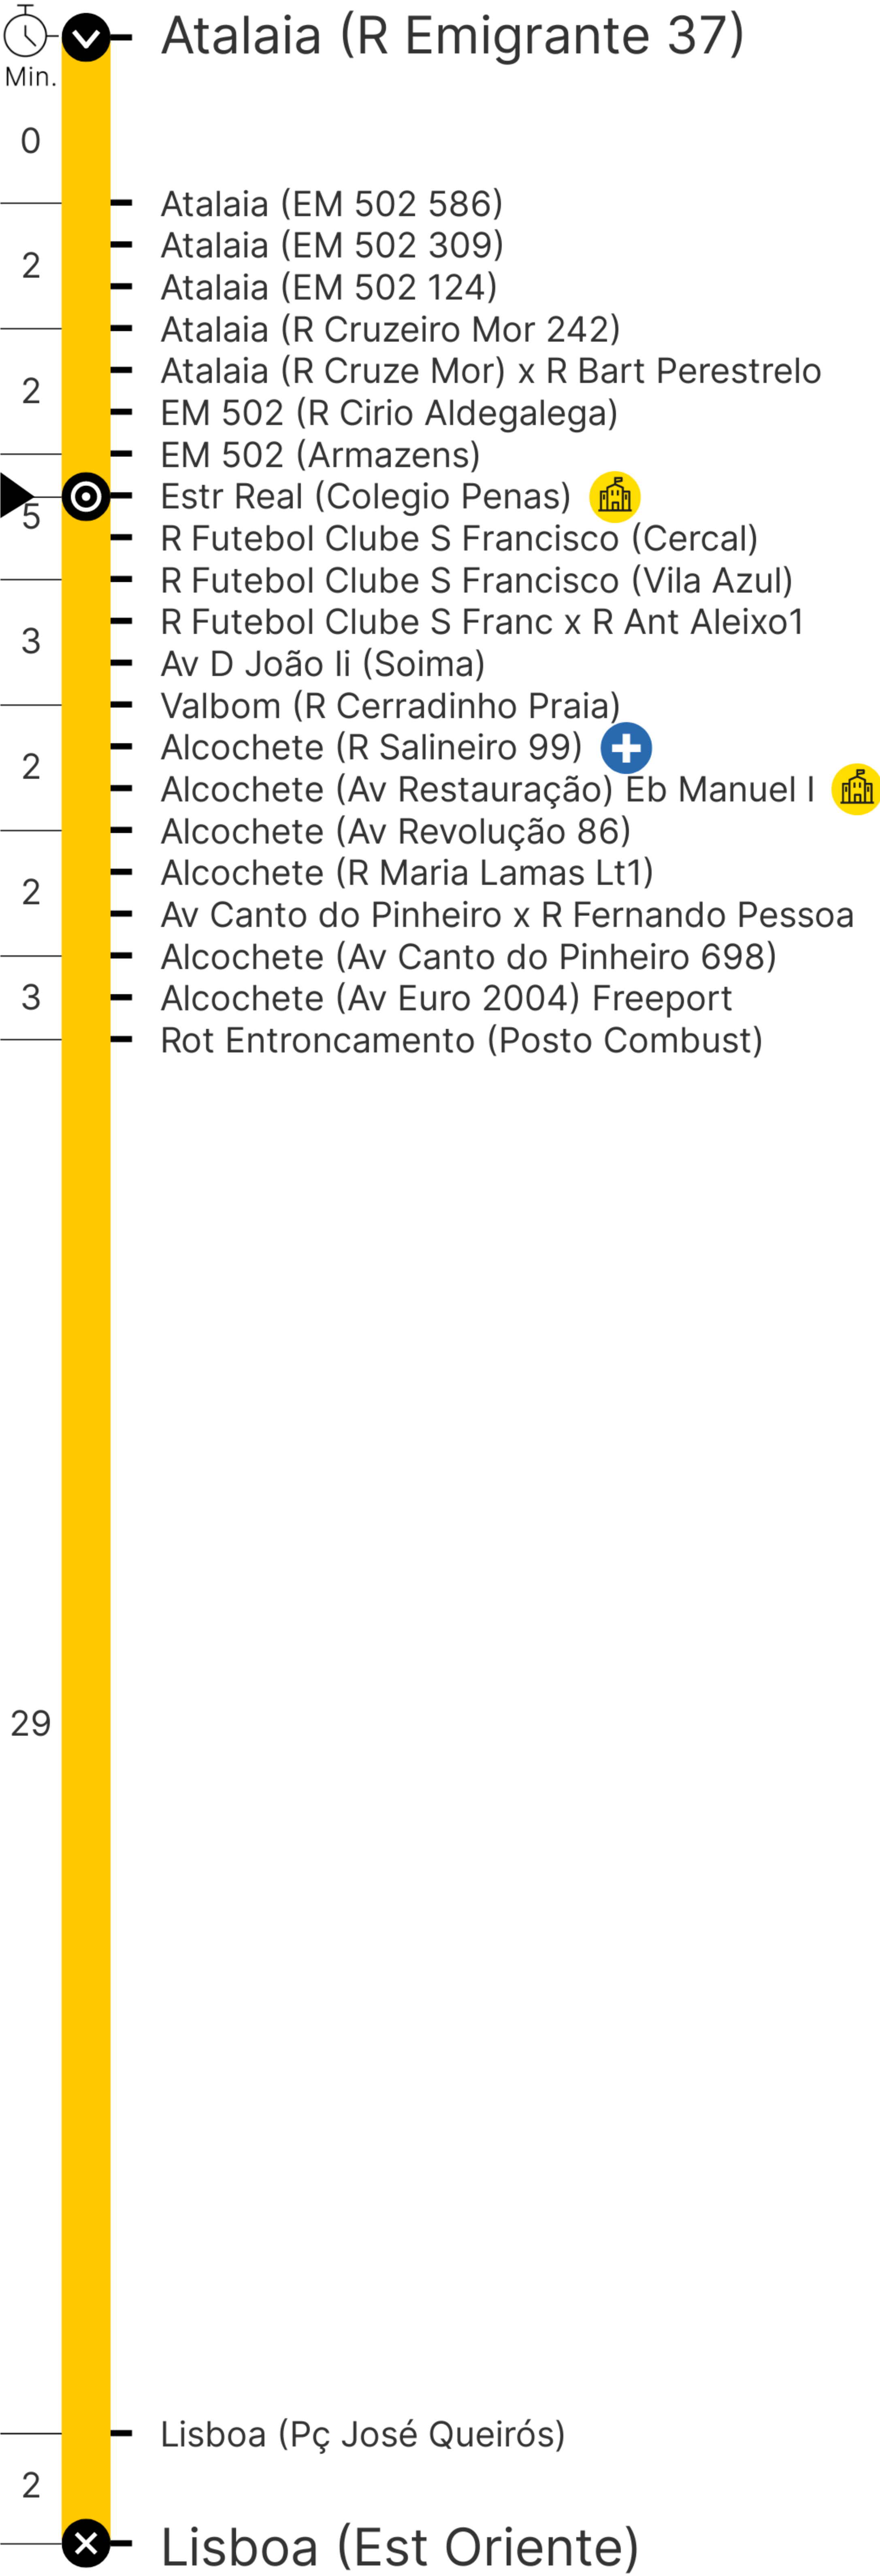 Atalaia (R Emigrante 37)
Min.
0
Atalaia (EM 502 586)
Atalaia (EM 502 309)
2
Atalaia (EM 502 124)
Atalaia (R Cruzeiro Mor 242)
Atalaia (R Cruze Mor) x R Bart Perestrelo
2
EM 502 (R Cirio Aldegalega)
EM 502 (Armazens)
Estr Real (Colegio Penas)
5
R Futebol Clube S Francisco (Cercal)
R Futebol Clube S Francisco (Vila Azul)
R Futebol Clube S Franc x R Ant Aleixo1
3
Av D João Ii (Soima)
Valbom (R Cerradinho Praia)
Alcochete (R Salineiro 99)
2
Alcochete (Av Restauração) Eb Manuel I
Alcochete (Av Revolução 86)
Alcochete (R Maria Lamas Lt1)
2
Av Canto do Pinheiro x R Fernando Pessoa
Alcochete (Av Canto do Pinheiro 698)
3
Alcochete (Av Euro 2004) Freeport
Rot Entroncamento (Posto Combust)
29
Lisboa (Pç José Queirós)
2
Lisboa (Est Oriente)